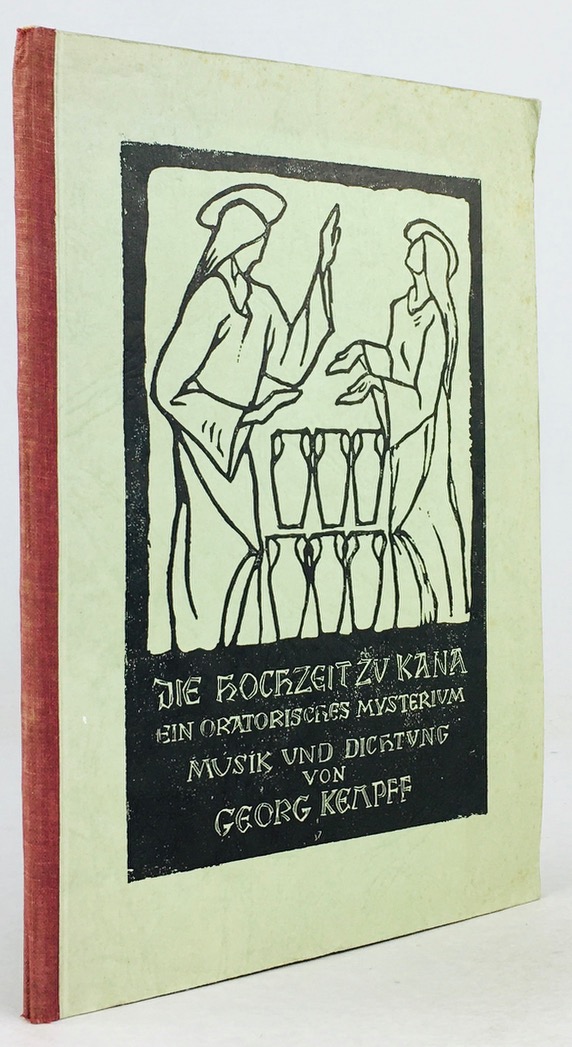 DIE HOCHZEIT ZU KANA
EIN ORATORISCHES MYSTERIUM
MUSIK UND DICHTUNG
VON
GEORG KEMPFF